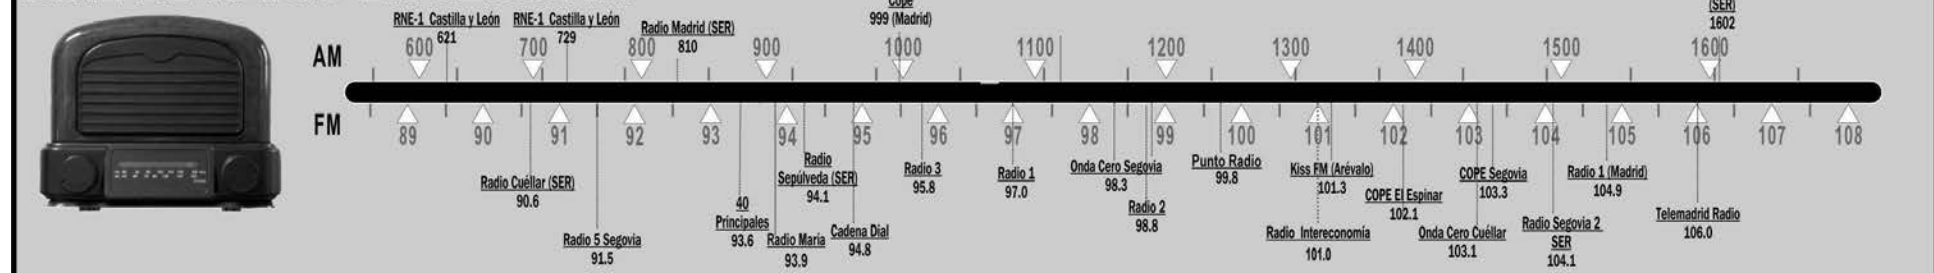 Cope
999 (Madrid)
(SER)
1602
RNE-1 Castilla y León
621
RNE-1 Castilla y León
729
Radio Madrid (SER)
810
AM
600
700
800
900
1000
1100
1200
1300
1400
1500
1600
FM
89
90
91
92
93
94
95
96
97
98
99
100
101
102
103
104
105
106
107
108
Radio Cuéllar (SER)
90.6
Radio 5 Segovia
91.5
40
Principales
93.6
Radio María
93.9
Radio
Sepúlveda (SER)
94.1
Cadena Dial
94.8
Radio 3
95.8
Radio 1
97.0
Onda Cero Segovia
98.3
Radio 2
98.8
Punto Radio
99.8
Radio Intereconomía
101.0
Kiss FM (Arévalo)
101.3
COPE El Espinar
102.1
Onda Cero Cuéllar
103.1
COPE Segovia
103.3
Radio Segovia 2
SER
104.1
Radio 1 (Madrid)
104.9
Telemadrid Radio
106.0